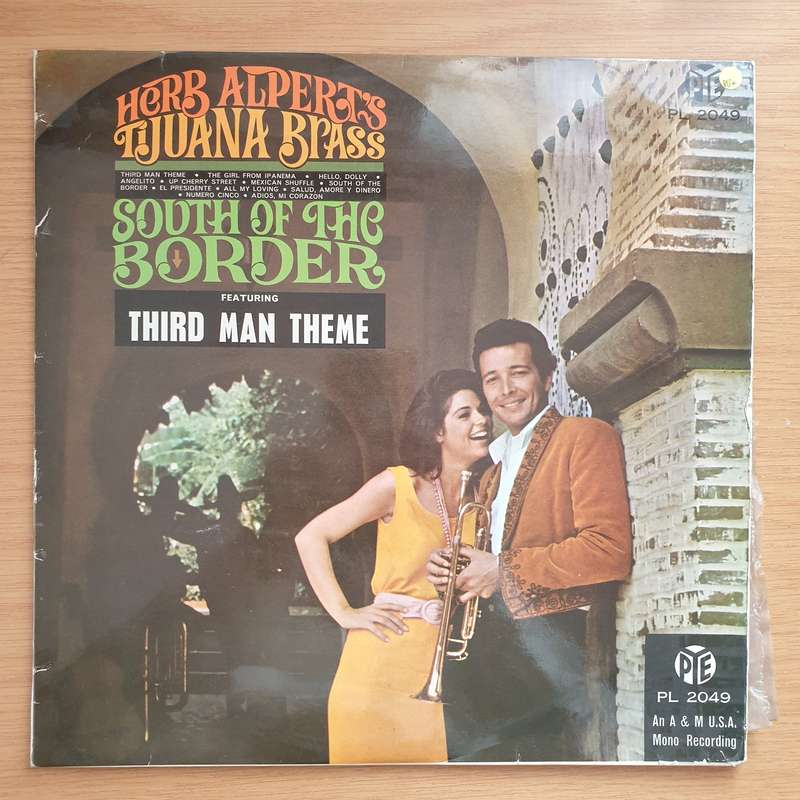 HERB ALPERT'S
TIJUANA BRASS
THIRD MAN THEME • THE GIRL FROM IPANEMA • HELLO, DOLLY •
ANGELITO • UP CHERRY STREET • MEXICAN SHUFFLE • SOUTH OF THE
BORDER • EL PRESIDENTE • ALL MY LOVING • SALUD, AMORE Y DINERO
• NUMERO CINCO • ADIOS, MI CORAZON
SOUTH OF THE
BORDER
FEATURING
THIRD MAN THEME
PYE
PL 2049
PYE
PL 2049
An A & M U.S.A.
Mono Recording